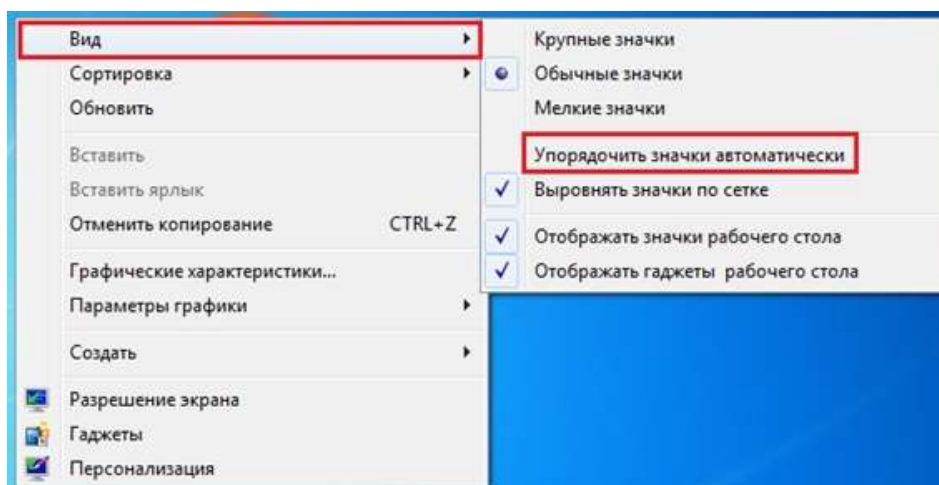 Вид
Сортировка
Обновить
Вставить
Вставить ярлык
Отменить копирование CTRL+Z
Графические характеристики...
Параметры графики
Создать
Разрешение экрана
Гаджеты
Персонализация
Крупные значки
Обычные значки
Мелкие значки
Упорядочить значки автоматически
Выровнять значки по сетке
Отображать значки рабочего стола
Отображать гаджеты рабочего стола